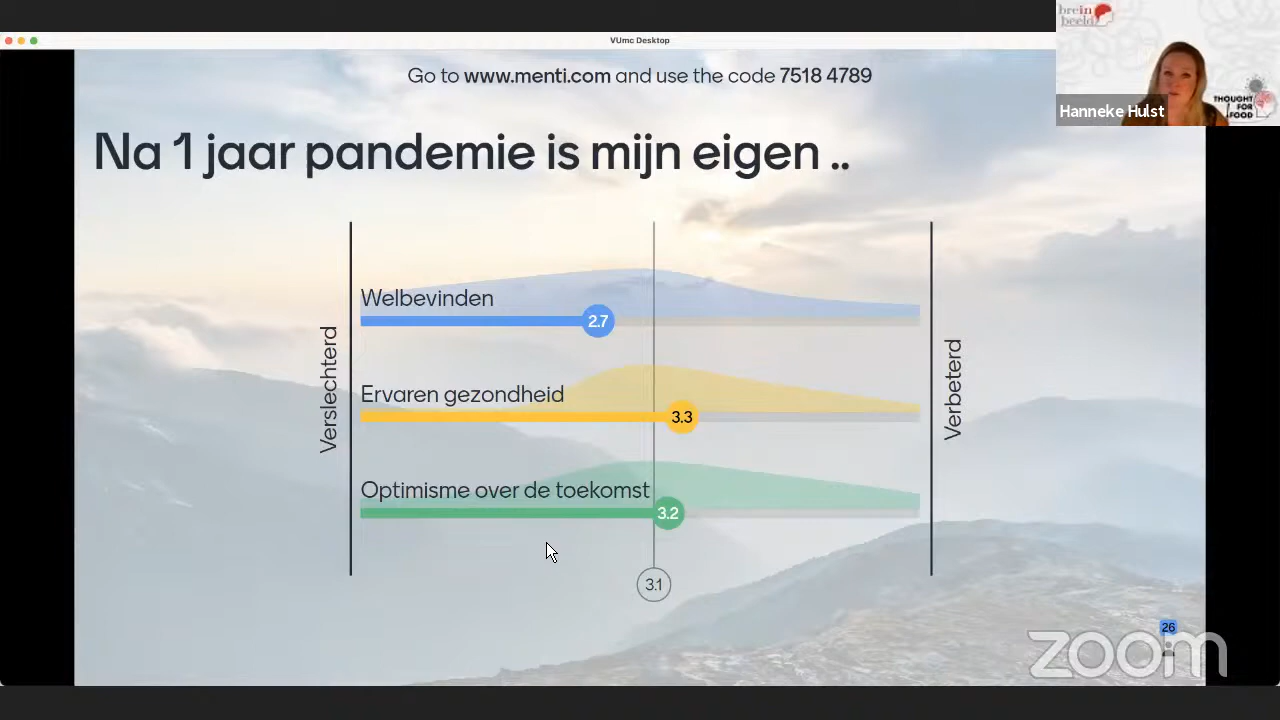 brein
beeld
VUmc Desktop
Go to www.menti.com and use the code 7518 4789
THOUGHT
FOR
FOOD
Hanneke Hulst
Na 1 jaar pandemie is mijn eigen ..
Verslechterd
Verbeterd
Welbevinden
2.7
Ervaren gezondheid
3.3
Optimisme over de toekomst
3.2
3.1
26
zoom